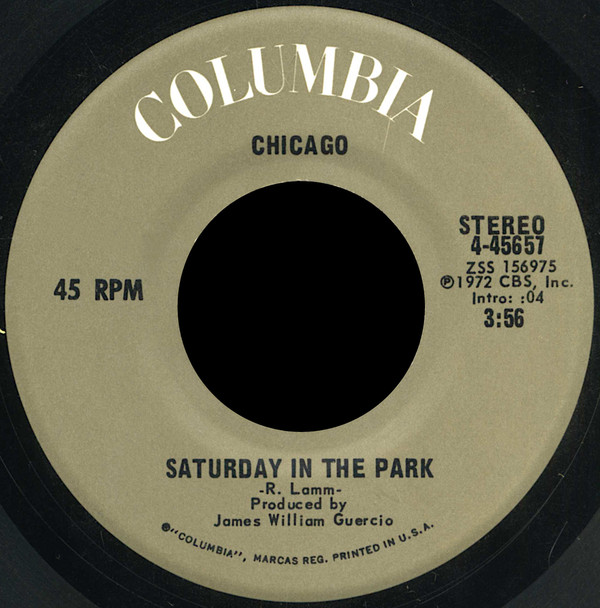 COLUMBIA
CHICAGO
STEREO
4-45657
ZSS 156975
℗1972 CBS, Inc.
Intro: :04
3:56
45 RPM
SATURDAY IN THE PARK
-R. Lamm-
Produced by
James William Guercio
®"COLUMBIA", MARCAS REG. PRINTED IN U.S.A.